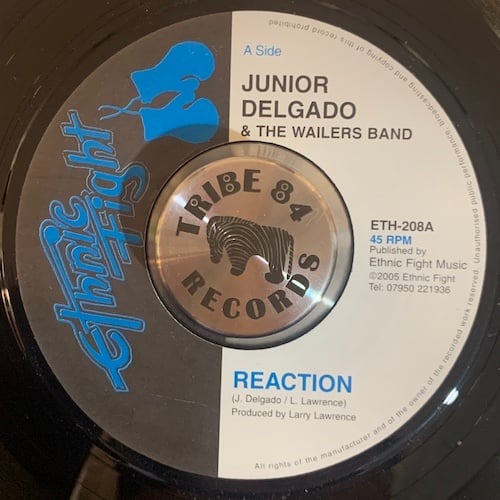 A Side
JUNIOR
DELGADO
& THE WAILERS BAND
Ethnic
Fight
TRIBE 84
RECORDS
ETH-208A
45 RPM
Published by
Ethnic Fight Music
©2005 Ethnic Fight
Tel: 07950 221936
REACTION
(J. Delgado / L. Lawrence)
Produced by Larry Lawrence
All rights of the manufacturer and of the owner of the recorded work reserved. Unauthorised public performance, broadcasting and copying of this record prohibited